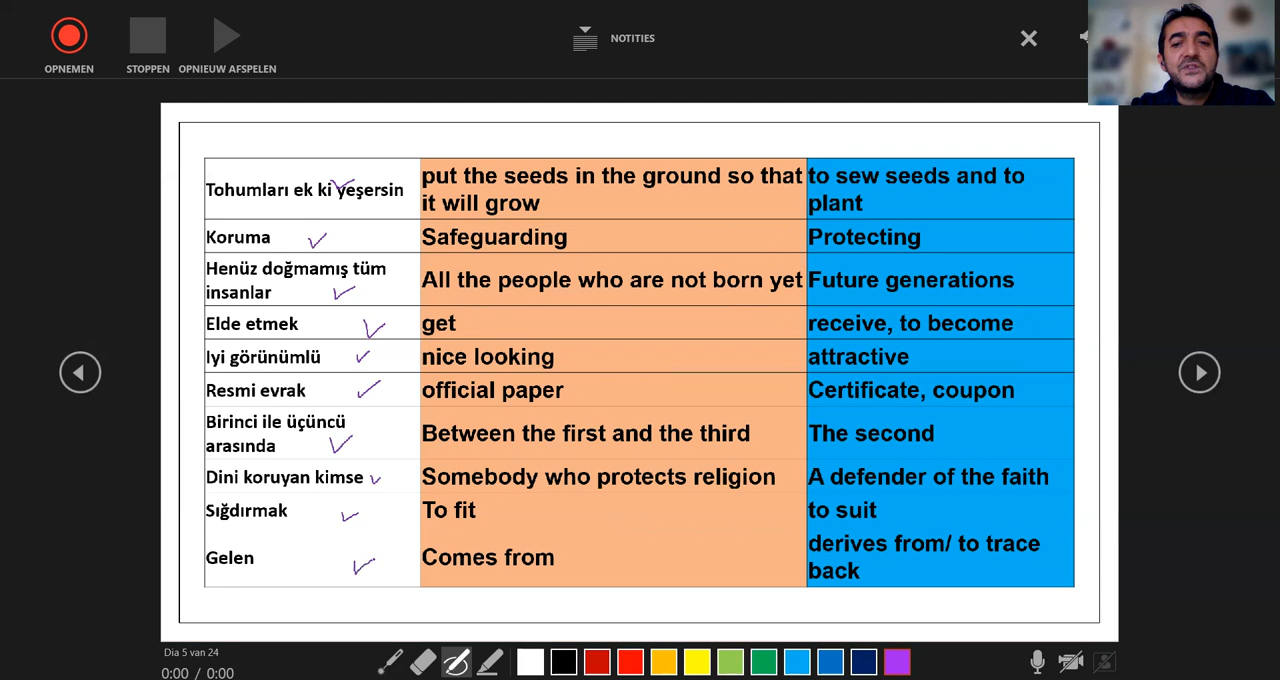 OPNEMEN
STOPPEN
OPNIEUW AFSPELEN
NOTITIES
Tohumları ek ki yeşersin
put the seeds in the ground so that
it will grow
to sew seeds and to
plant
Koruma
Safeguarding
Protecting
Henüz doğmamış tüm
insanlar
All the people who are not born yet
Future generations
Elde etmek
get
receive, to become
Iyi görünümlü
nice looking
attractive
Resmi evrak
official paper
Certificate, coupon
Birinci ile üçüncü
arasında
Between the first and the third
The second
Dini koruyan kimse
Somebody who protects religion
A defender of the faith
Sığdırmak
To fit
to suit
Gelen
Comes from
derives from/ to trace
back
Dia 5 van 24
0:00 / 0:00